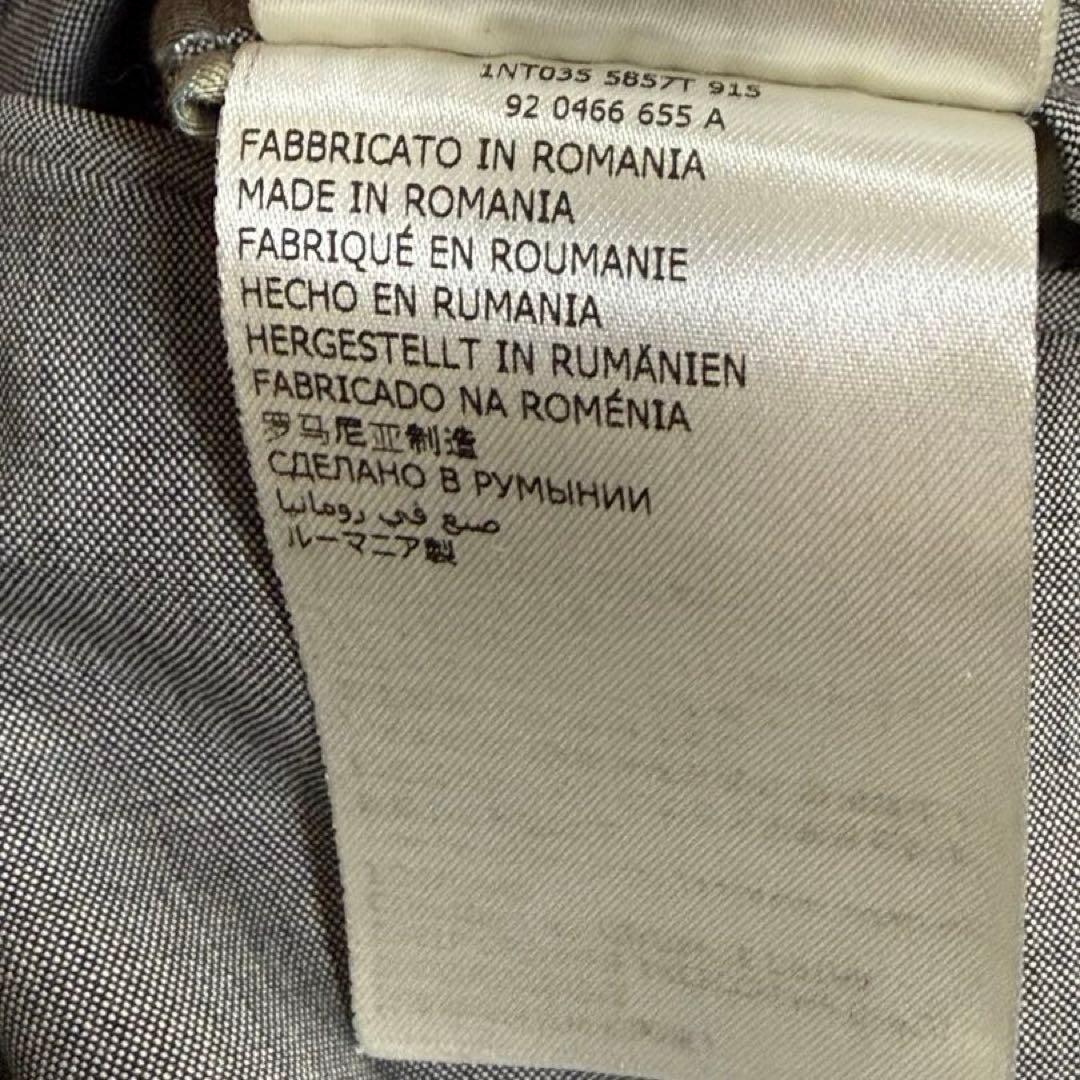 1NT035 5857T 915
92 0466 655 A
FABBRICATO IN ROMANIA
MADE IN ROMANIA
FABRIQUÉ EN ROUMANIE
HECHO EN RUMANIA
HERGESTELLT IN RUMÄNIEN
FABRICADO NA ROMÉNIA
罗马尼亚制造
СДЕЛАНО В РУМЫНИИ
صنع في رومانيا
ルーマニア製